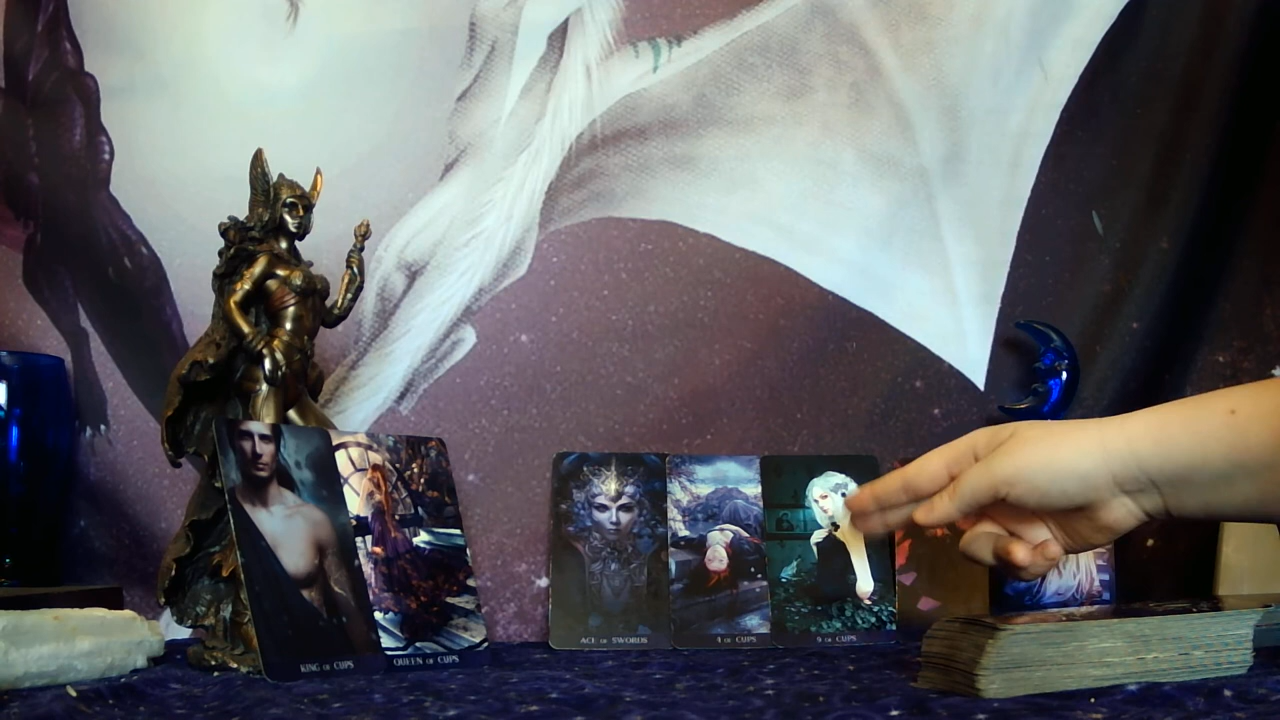 KING OF CUPS
QUEEN OF CUPS
ACE OF SWORDS
4 OF CUPS
9 OF CUPS